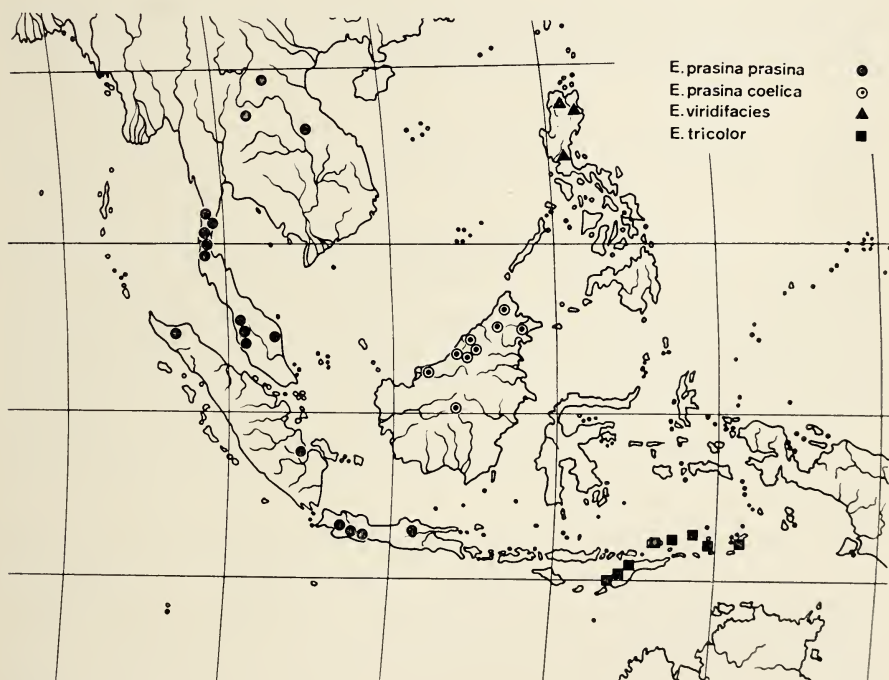 E. prasina prasina
E. prasina coelica
E. viridifacies
E. tricolor